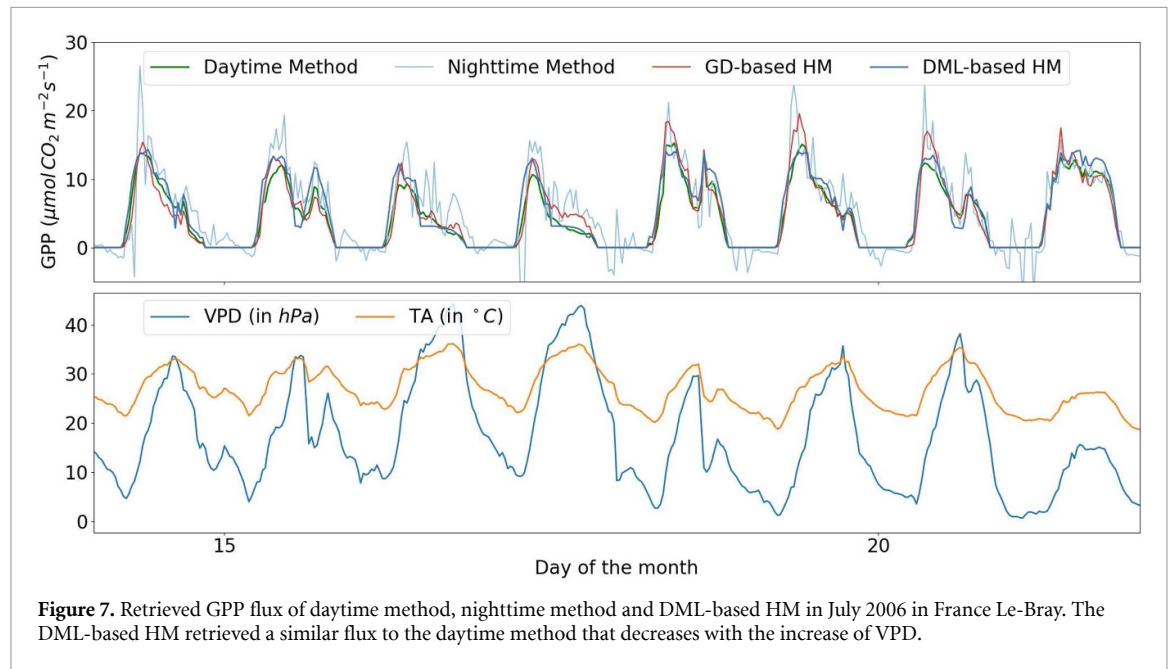 30
20
10
0
GPP (μmol CO₂ m⁻²s⁻¹)
Daytime Method
Nighttime Method
GD-based HM
DML-based HM
40
30
20
10
0
VPD (in hPa)
TA (in °C)
15
20
Day of the month
Figure 7. Retrieved GPP flux of daytime method, nighttime method and DML-based HM in July 2006 in France Le-Bray. The
DML-based HM retrieved a similar flux to the daytime method that decreases with the increase of VPD.